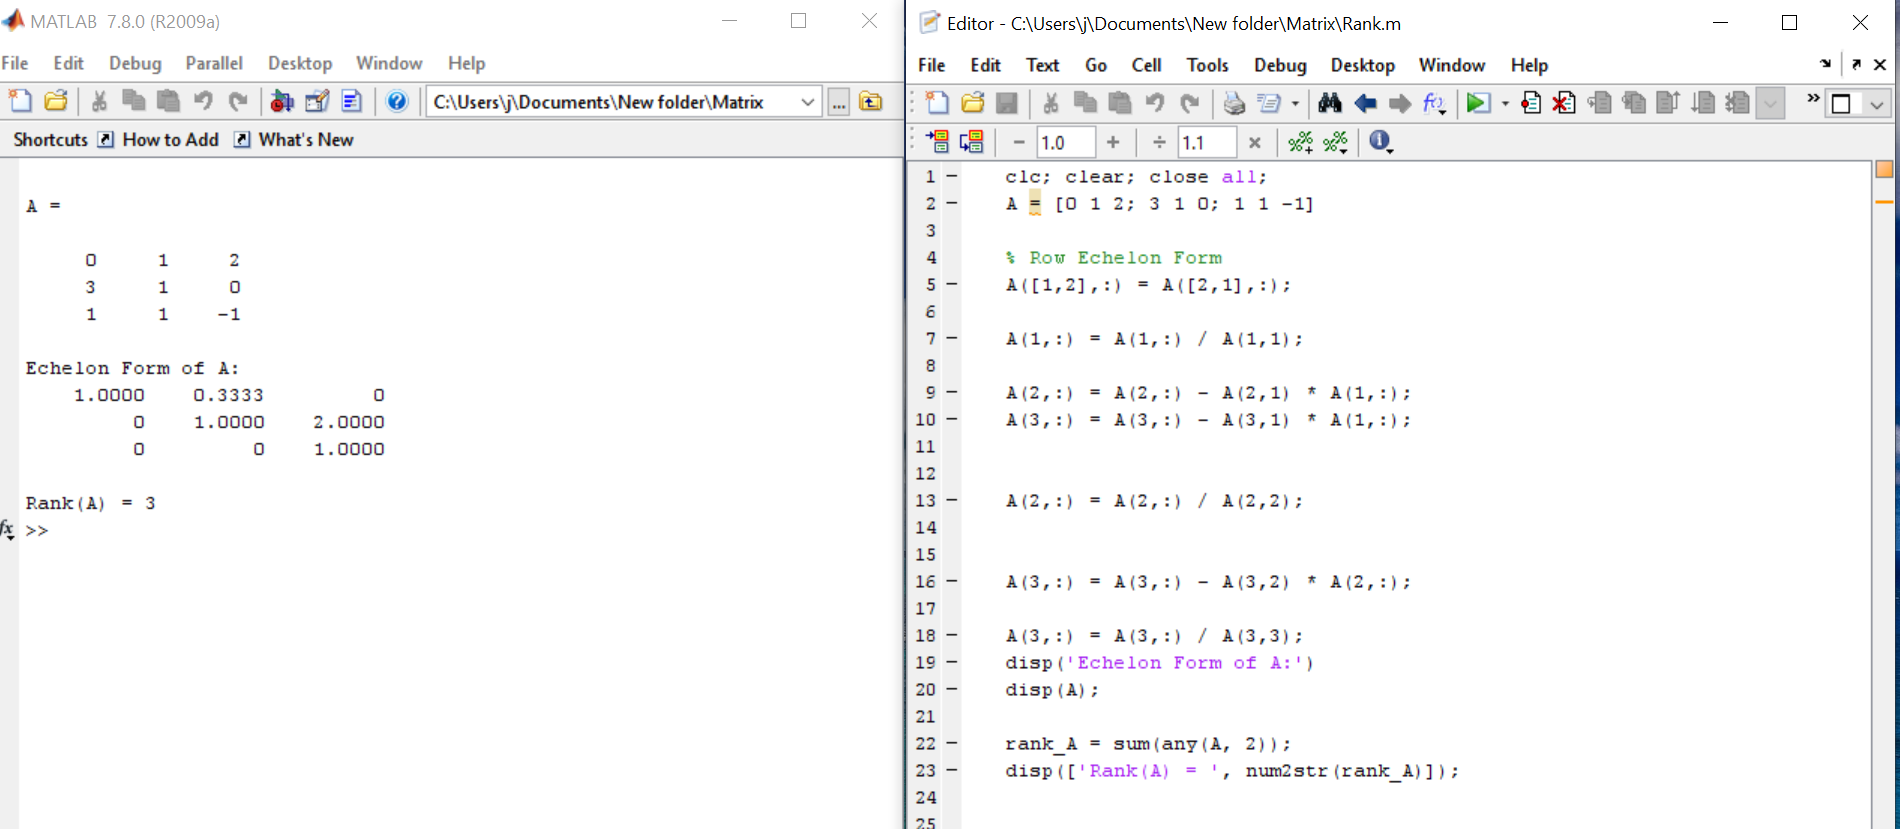 MATLAB 7.8.0 (R2009a)
File Edit Debug Parallel Desktop Window Help
C:\Users\j\Documents\New folder\Matrix
...
Shortcuts How to Add What's New
A =
0 1 2
3 1 0
1 1 -1
Echelon Form of A:
1.0000 0.3333 0
0 1.0000 2.0000
0 0 1.0000
Rank(A) = 3
fx >>
Editor - C:\Users\j\Documents\New folder\Matrix\Rank.m
File Edit Text Go Cell Tools Debug Desktop Window Help
− 1.0 + ÷ 1.1 ×
1 − clc; clear; close all;
2 − A = [0 1 2; 3 1 0; 1 1 -1]
3
4 % Row Echelon Form
5 − A([1,2],:) = A([2,1],:);
6
7 − A(1,:) = A(1,:) / A(1,1);
8
9 − A(2,:) = A(2,:) - A(2,1) * A(1,:);
10 − A(3,:) = A(3,:) - A(3,1) * A(1,:);
11
12
13 − A(2,:) = A(2,:) / A(2,2);
14
15
16 − A(3,:) = A(3,:) - A(3,2) * A(2,:);
17
18 − A(3,:) = A(3,:) / A(3,3);
19 − disp('Echelon Form of A:')
20 − disp(A);
21
22 − rank_A = sum(any(A, 2));
23 − disp(['Rank(A) = ', num2str(rank_A)]);
24
25